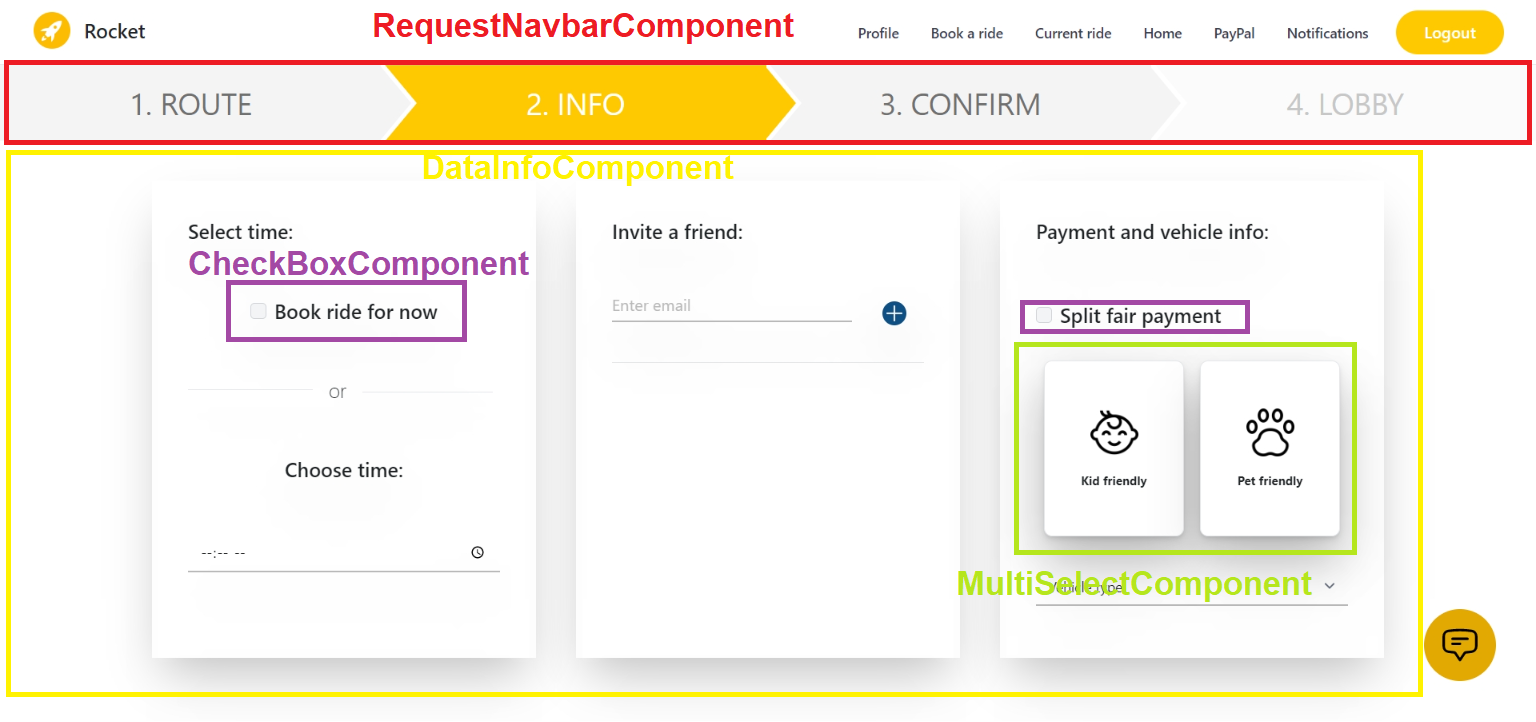 Rocket
RequestNavbarComponent
Profile
Book a ride
Current ride
Home
PayPal
Notifications
Logout
1. ROUTE
2. INFO
3. CONFIRM
4. LOBBY
DataInfoComponent
Select time:
CheckBoxComponent
Book ride for now
or
Choose time:
--:-- --
Invite a friend:
Enter email
Payment and vehicle info:
Split fair payment
Kid friendly
Pet friendly
MultiSelectComponent
Vehicle type